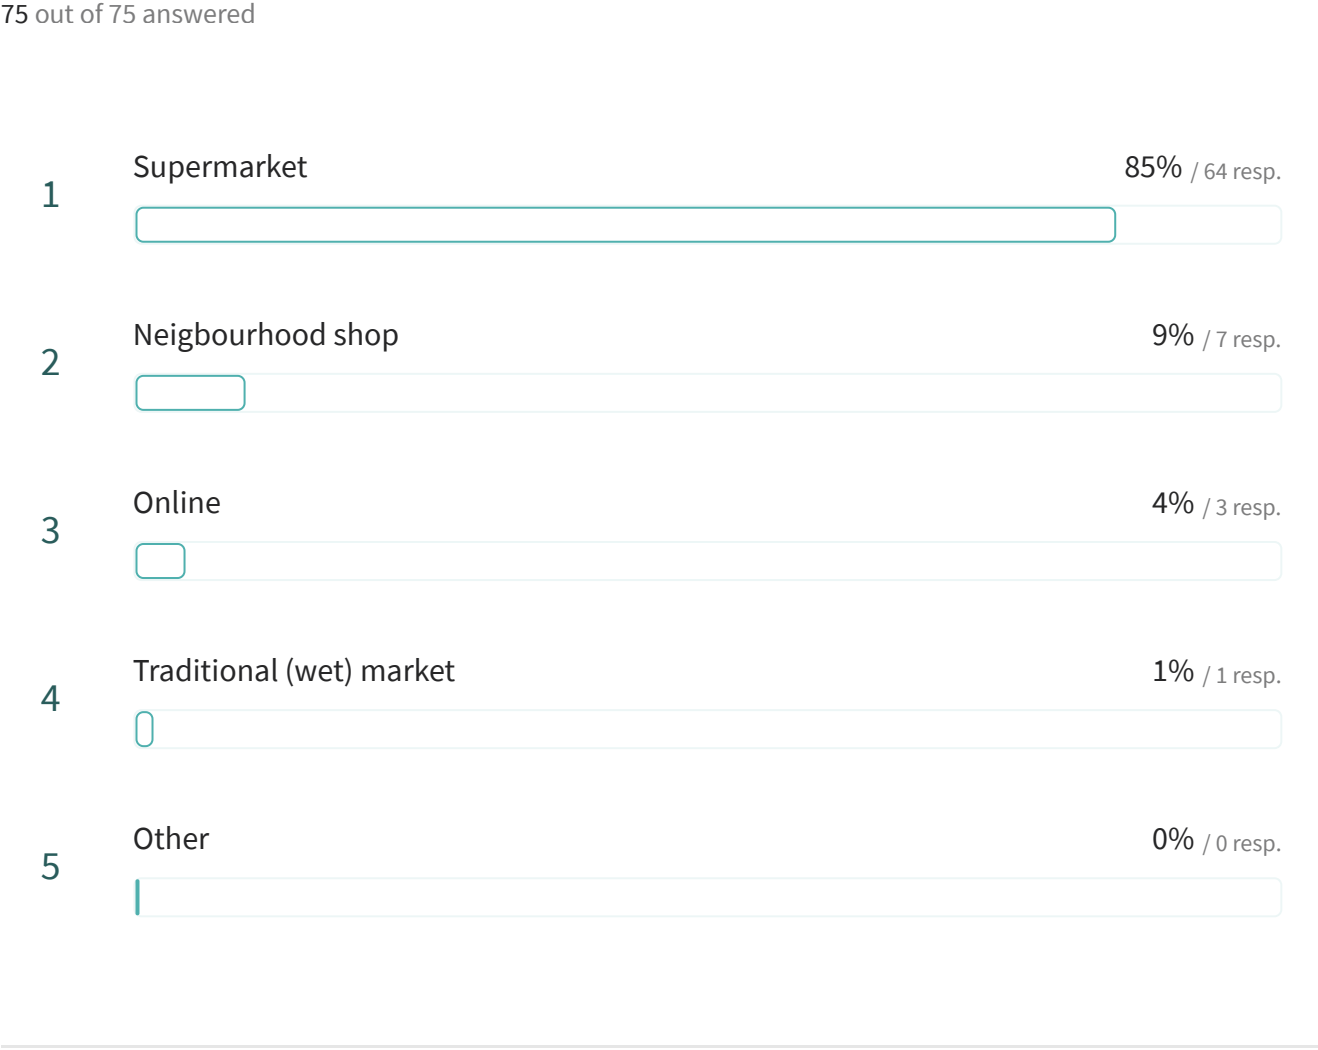 75 out of 75 answered
1
Supermarket
85% / 64 resp.
2
Neigbourhood shop
9% / 7 resp.
3
Online
4% / 3 resp.
4
Traditional (wet) market
1% / 1 resp.
5
Other
0% / 0 resp.